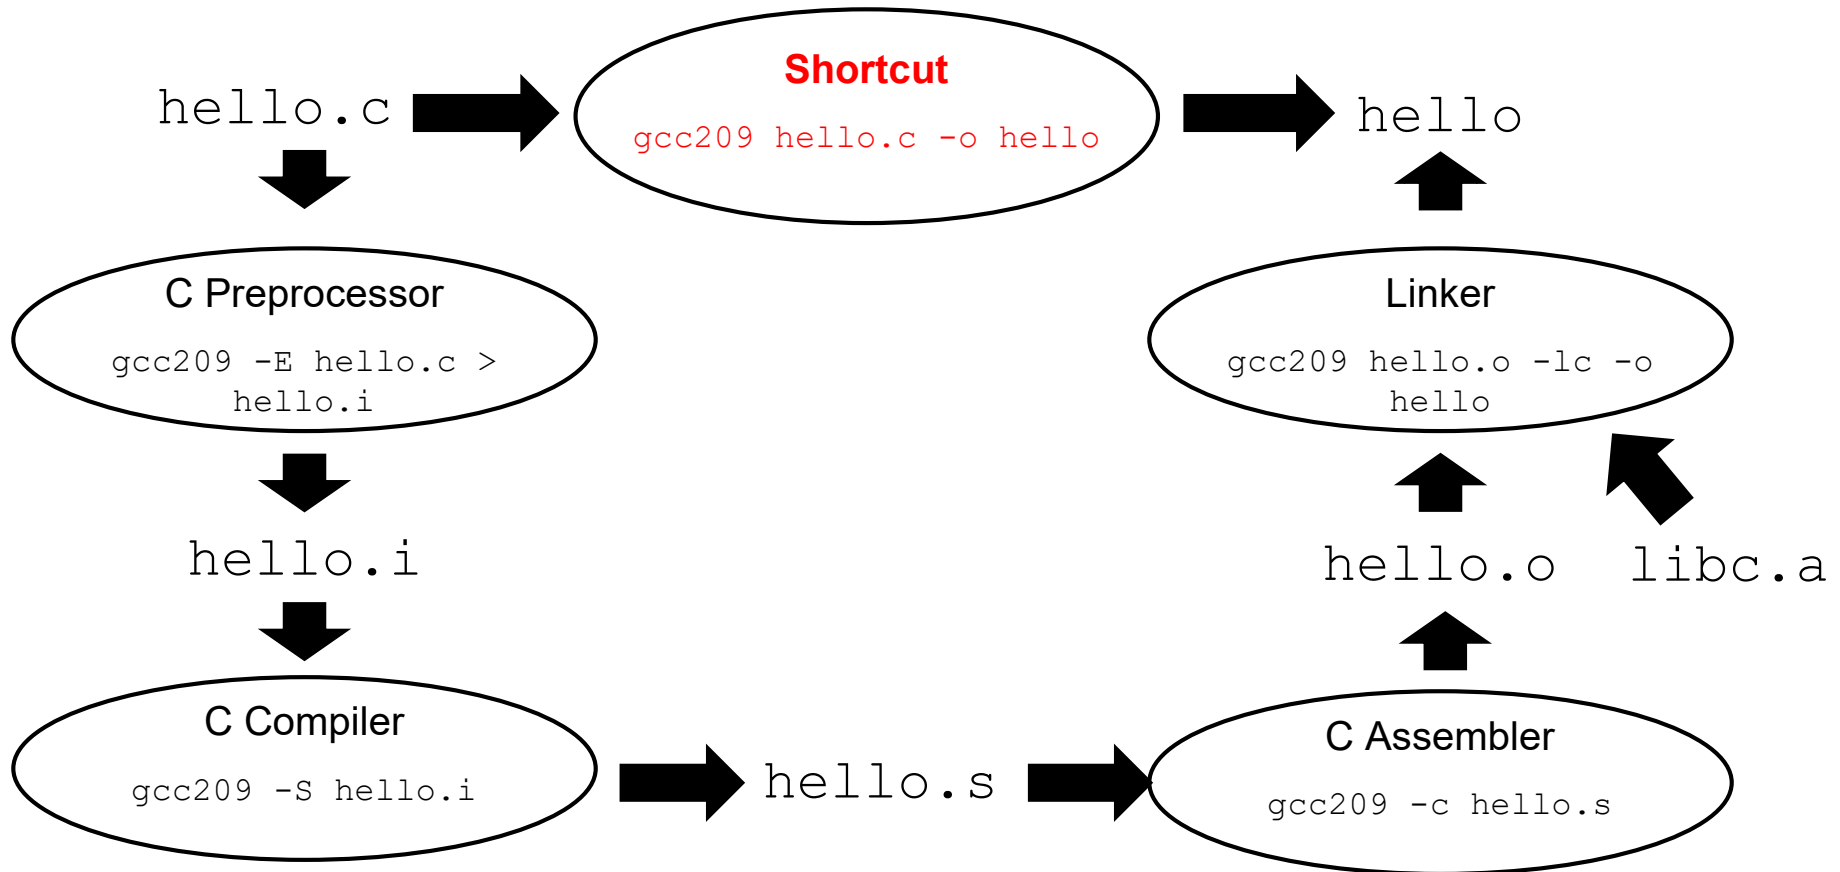 Shortcut
hello.c
gcc209 hello.c -o hello
hello
C Preprocessor
gcc209 -E hello.c >
hello.i
Linker
gcc209 hello.o -lc -o
hello
hello.i
hello.o
libc.a
C Compiler
gcc209 -S hello.i
hello.s
C Assembler
gcc209 -c hello.s